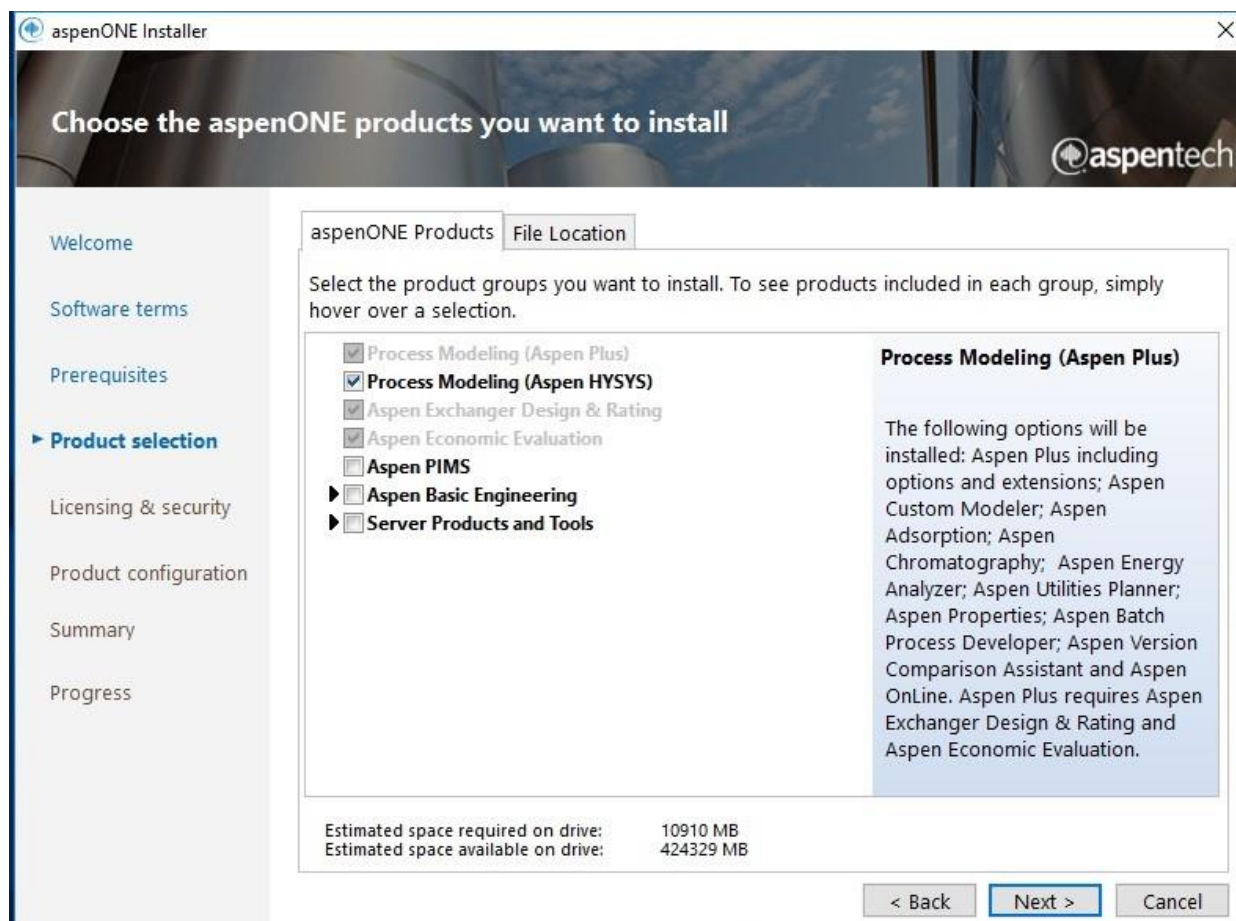 aspenONE Installer
Choose the aspenONE products you want to install
aspentech
Welcome
Software terms
Prerequisites
Product selection
Licensing & security
Product configuration
Summary
Progress
aspenONE Products
File Location
Select the product groups you want to install. To see products included in each group, simply
hover over a selection.
Process Modeling (Aspen Plus)
Process Modeling (Aspen HYSYS)
Aspen Exchanger Design & Rating
Aspen Economic Evaluation
Aspen PIMS
Aspen Basic Engineering
Server Products and Tools
Process Modeling (Aspen Plus)
The following options will be
installed: Aspen Plus including
options and extensions; Aspen
Custom Modeler; Aspen
Adsorption; Aspen
Chromatography; Aspen Energy
Analyzer; Aspen Utilities Planner;
Aspen Properties; Aspen Batch
Process Developer; Aspen Version
Comparison Assistant and Aspen
OnLine. Aspen Plus requires Aspen
Exchanger Design & Rating and
Aspen Economic Evaluation.
Estimated space required on drive: 10910 MB
Estimated space available on drive: 424329 MB
< Back Next > Cancel